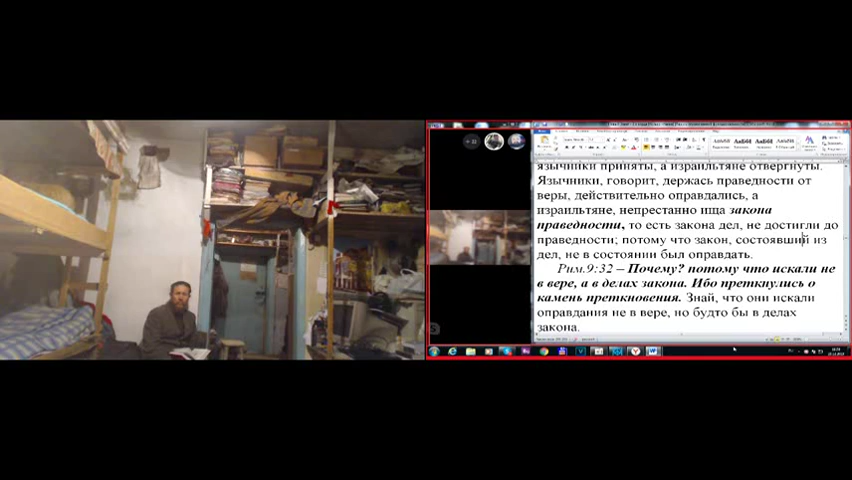 язычники приняты, а израильтяне отвергнуты.
Язычники, говорит, держась праведности от
веры, действительно оправдались, а
израильтяне, непрестанно ища закона
праведности, то есть закона дел, не достигли до
праведности; потому что закон, состоявший из
дел, не в состоянии был оправдать.
Рим.9:32 – Почему? потому что искали не
в вере, а в делах закона. Ибо преткнулись о
камень преткновения. Знай, что они искали
оправдания не в вере, но будто бы в делах
закона.